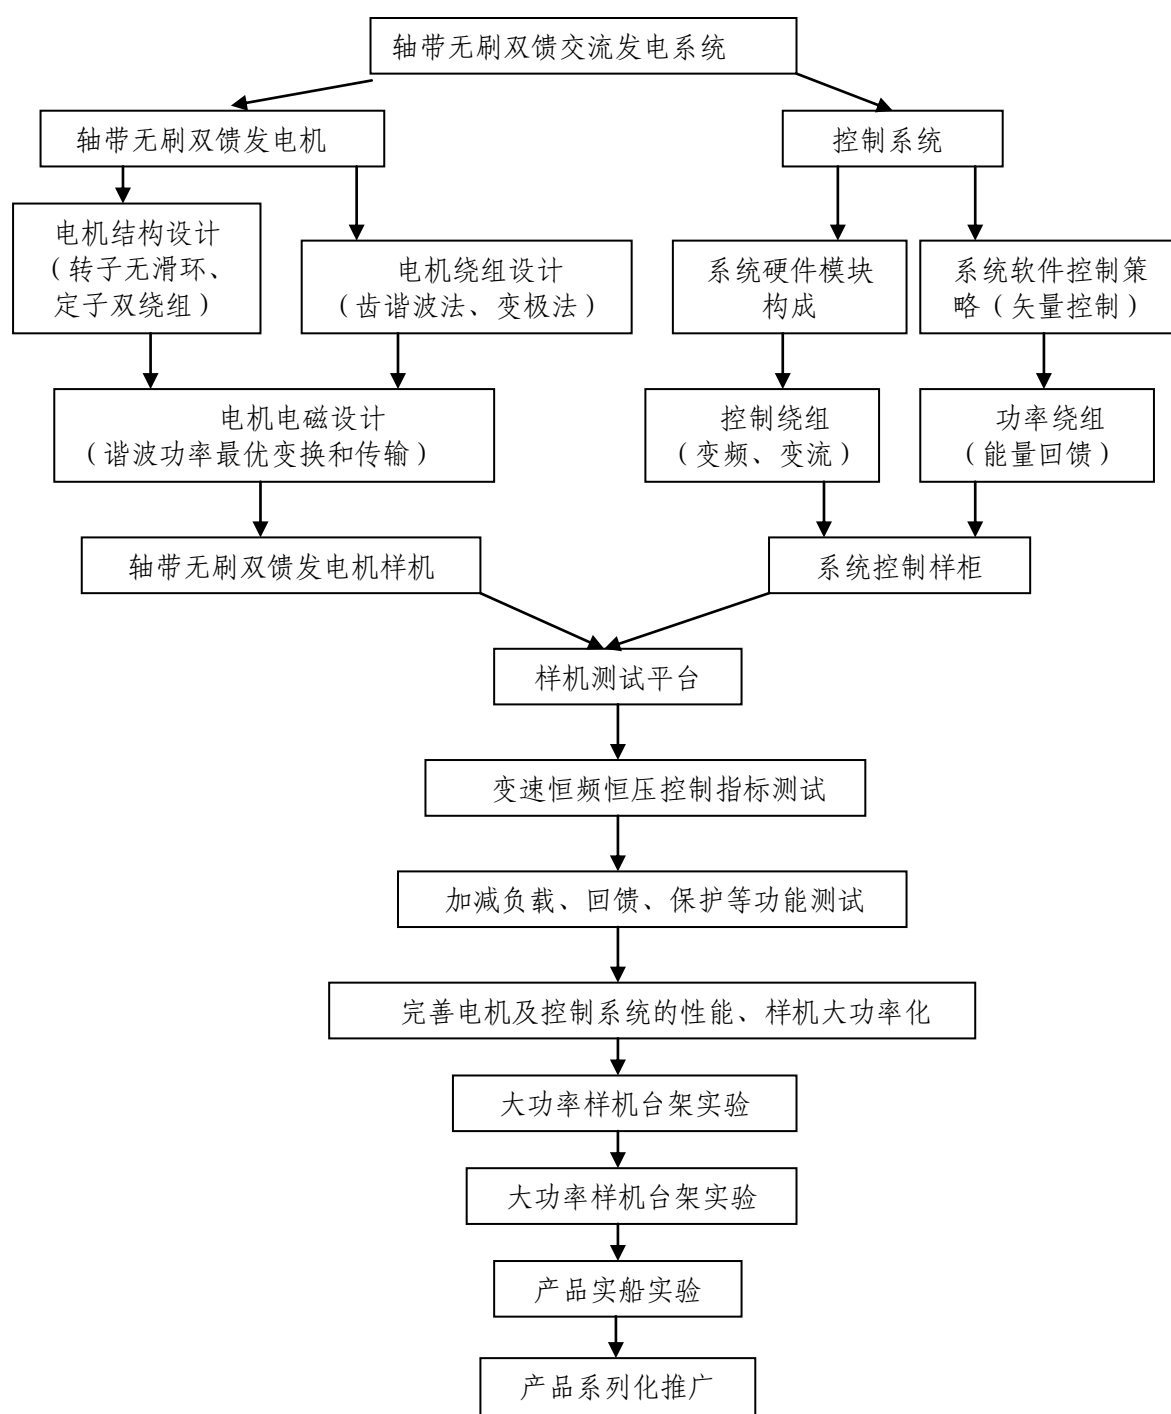 轴带无刷双馈交流发电系统
轴带无刷双馈发电机
控制系统
电机结构设计
（转子无滑环、
定子双绕组）
电机绕组设计
（齿谐波法、变极法）
系统硬件模块
构成
系统软件控制策
略（矢量控制）
电机电磁设计
（谐波功率最优变换和传输）
控制绕组
（变频、变流）
功率绕组
（能量回馈）
轴带无刷双馈发电机样机
系统控制样柜
样机测试平台
变速恒频恒压控制指标测试
加减负载、回馈、保护等功能测试
完善电机及控制系统的性能、样机大功率化
大功率样机台架实验
大功率样机台架实验
产品实船实验
产品系列化推广